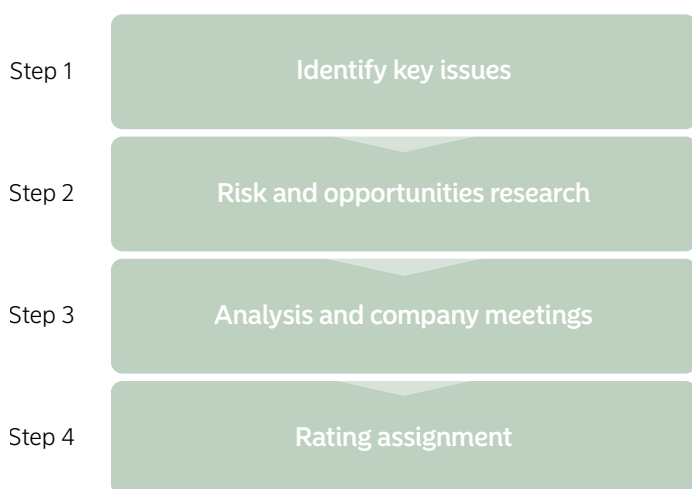 Step 1 Identify key issues
Step 2 Risk and opportunities research
Step 3 Analysis and company meetings
Step 4 Rating assignment